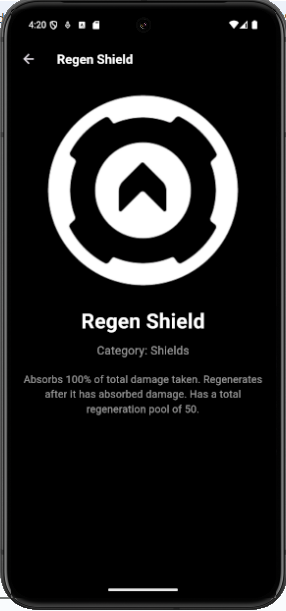 4:20
Regen Shield
Regen Shield
Category: Shields
Absorbs 100% of total damage taken. Regenerates
after it has absorbed damage. Has a total
regeneration pool of 50.